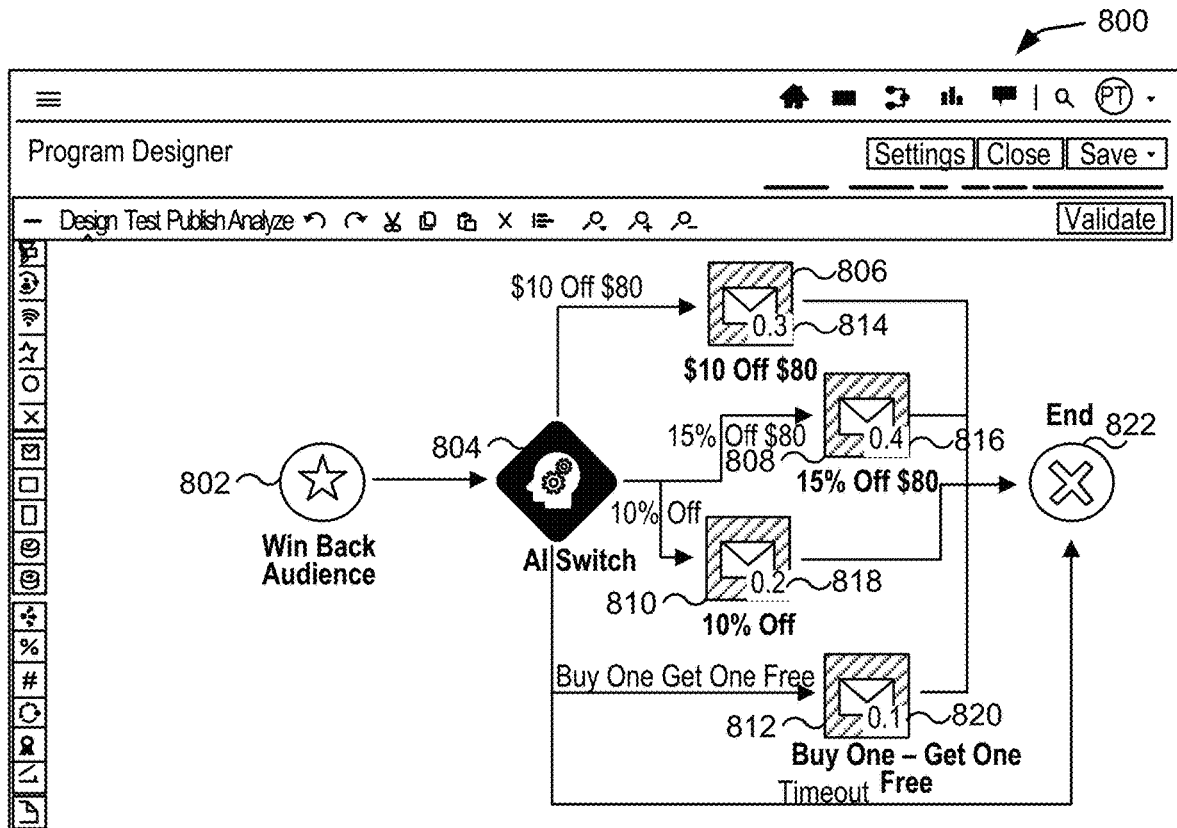 800
PT
Program Designer
Settings Close Save
Design Test Publish Analyze
Validate
$10 Off $80
806
0.3
814
$10 Off $80
804
15% Off $80
808
0.4
816
15% Off $80
End
822
802
Win Back
Audience
AI Switch
10% Off
810
0.2
818
10% Off
Buy One Get One Free
812
0.1
820
Buy One – Get One
Free
Timeout
%
#